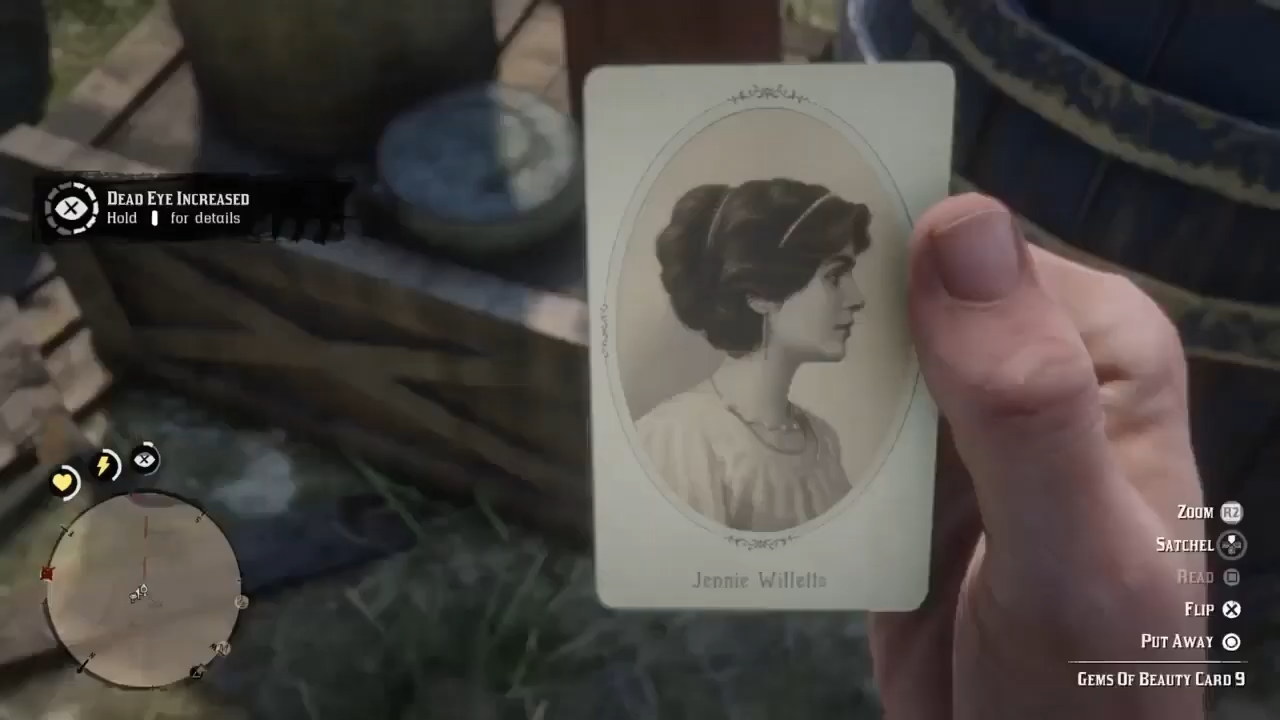 DEAD EYE INCREASED
Hold for details
Jennie Willetts
ZOOM R2
SATCHEL
READ
FLIP
PUT AWAY
GEMS OF BEAUTY CARD 9